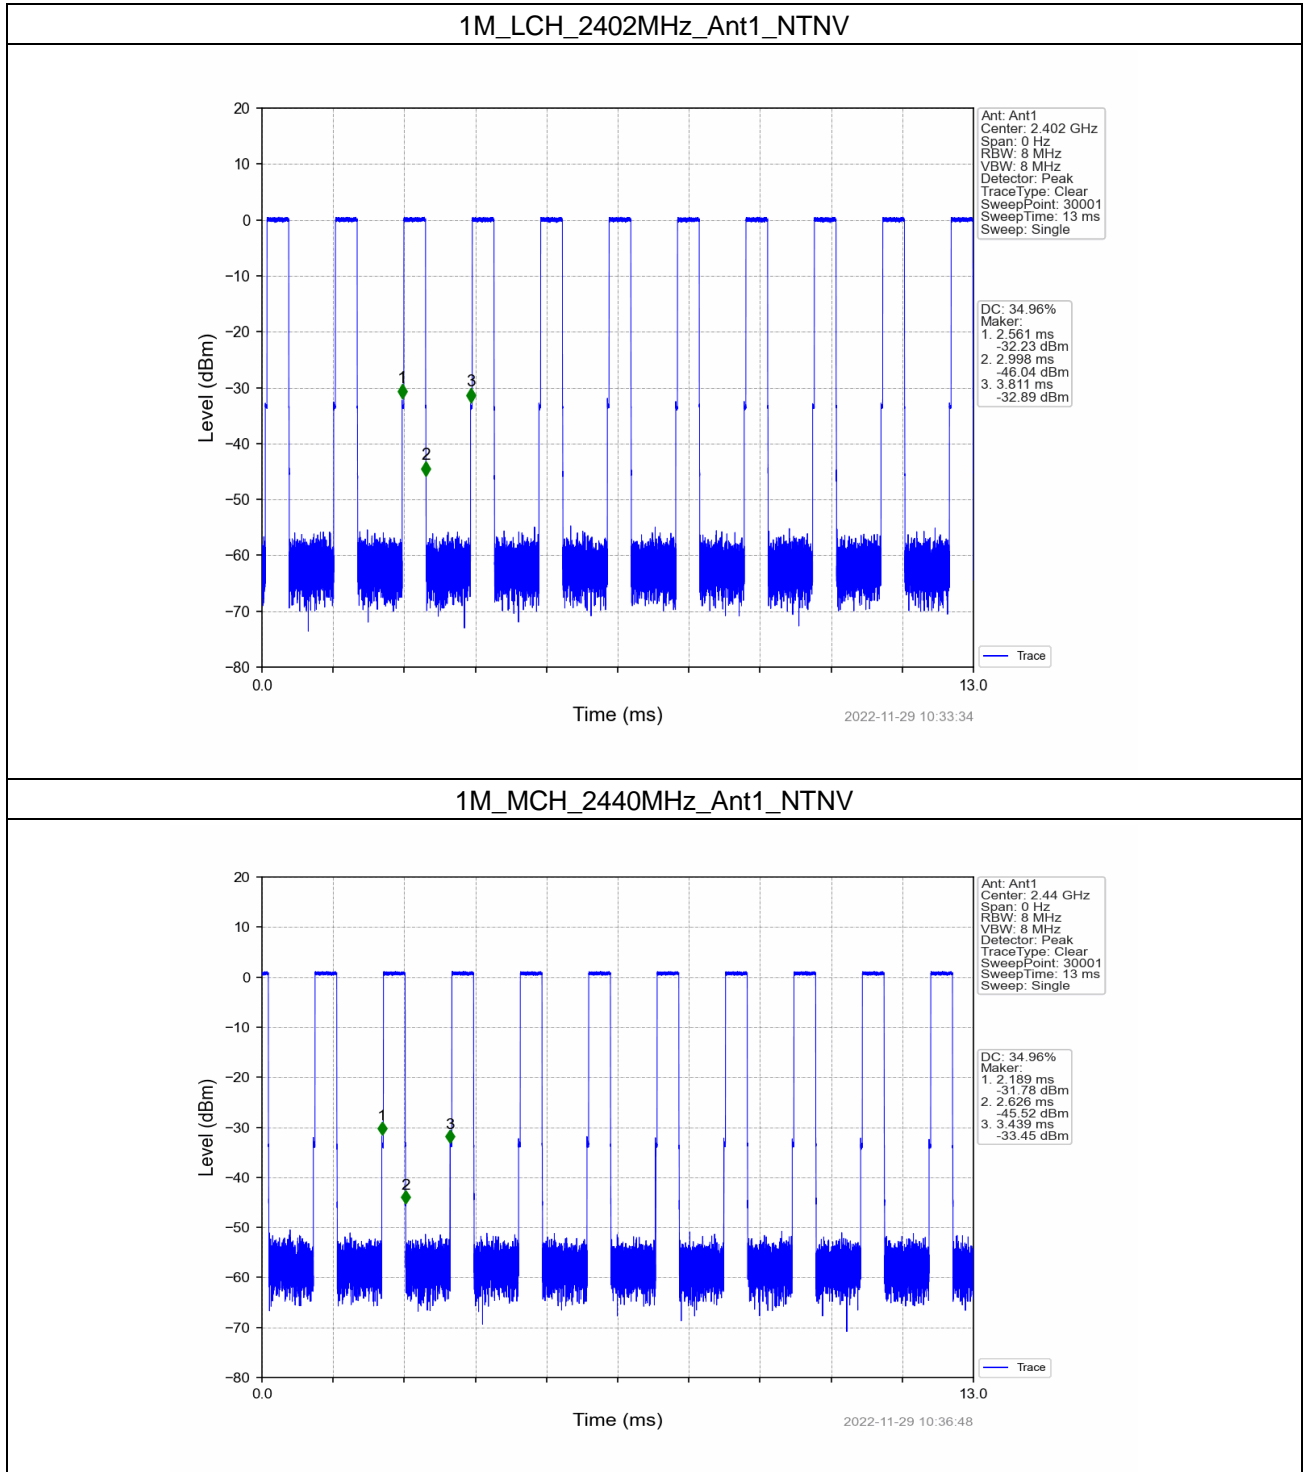 1M_LCH_2402MHz_Ant1_NTNV
20
10
0
−10
−20
−30
−40
−50
−60
−70
−80
Level (dBm)
1
2
3
0.0
13.0
Time (ms)
2022-11-29 10:33:34
Ant: Ant1
Center: 2.402 GHz
Span: 0 Hz
RBW: 8 MHz
VBW: 8 MHz
Detector: Peak
TraceType: Clear
SweepPoint: 30001
SweepTime: 13 ms
Sweep: Single
DC: 34.96%
Maker:
1. 2.561 ms
-32.23 dBm
2. 2.998 ms
-46.04 dBm
3. 3.811 ms
-32.89 dBm
Trace
1M_MCH_2440MHz_Ant1_NTNV
20
10
0
−10
−20
−30
−40
−50
−60
−70
−80
Level (dBm)
1
2
3
0.0
13.0
Time (ms)
2022-11-29 10:36:48
Ant: Ant1
Center: 2.44 GHz
Span: 0 Hz
RBW: 8 MHz
VBW: 8 MHz
Detector: Peak
TraceType: Clear
SweepPoint: 30001
SweepTime: 13 ms
Sweep: Single
DC: 34.96%
Maker:
1. 2.189 ms
-31.78 dBm
2. 2.626 ms
-45.52 dBm
3. 3.439 ms
-33.45 dBm
Trace